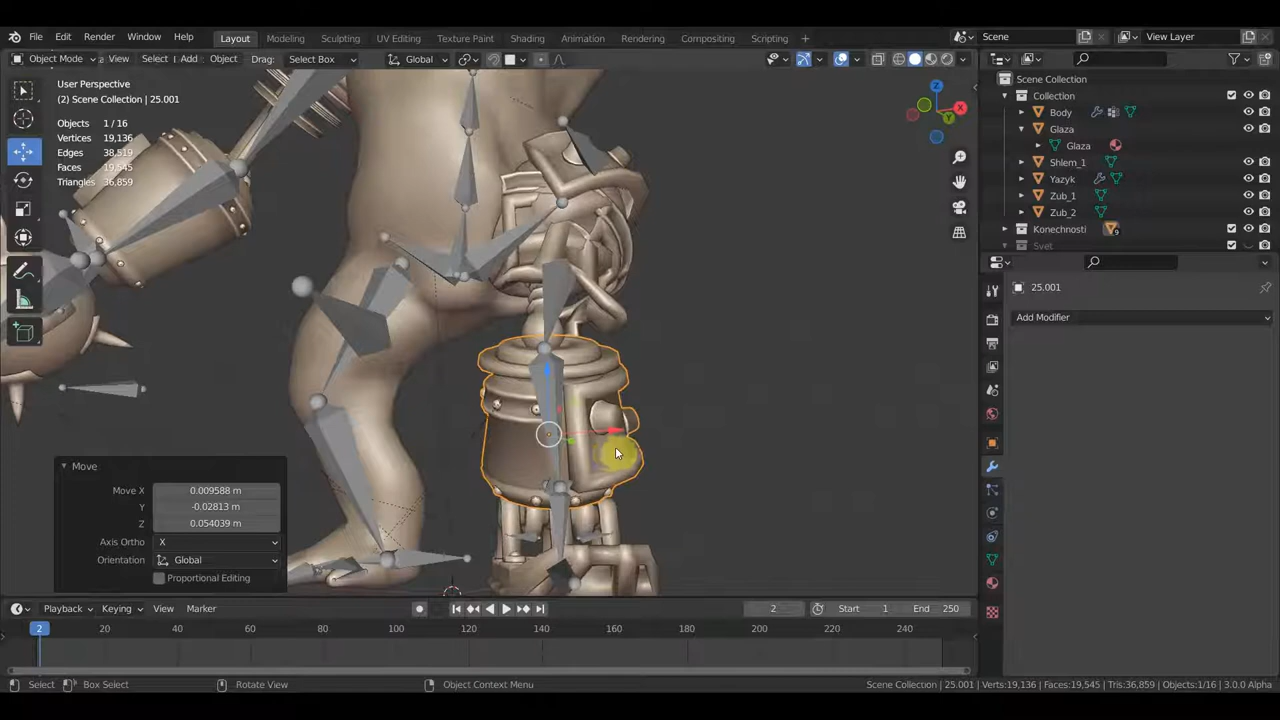 File Edit Render Window Help Layout Modeling Sculpting UV Editing Texture Paint Shading Animation Rendering Compositing Scripting + Scene View Layer
Object Mode View Select Add Object Drag: Select Box Global
User Perspective
(2) Scene Collection | 25.001
Objects 1 / 16
Vertices 19,136
Edges 38,519
Faces 19,545
Triangles 36,859
Z
X
Y
Scene Collection
Collection
Body
Glaza
Glaza
Shlem_1
Yazyk
Zub_1
Zub_2
Konechnosti 9
Svet
25.001
Add Modifier
Move
Move X 0.009588 m
Y -0.02813 m
Z 0.054039 m
Axis Ortho X
Orientation Global
Proportional Editing
Playback Keying View Marker 2 Start 1 End 250
2 20 40 60 80 100 120 140 160 180 200 220 240
Select Box Select Rotate View Object Context Menu Scene Collection | 25.001 | Verts:19,136 | Faces:19,545 | Tris:36,859 | Objects:1/16 | 3.0.0 Alpha